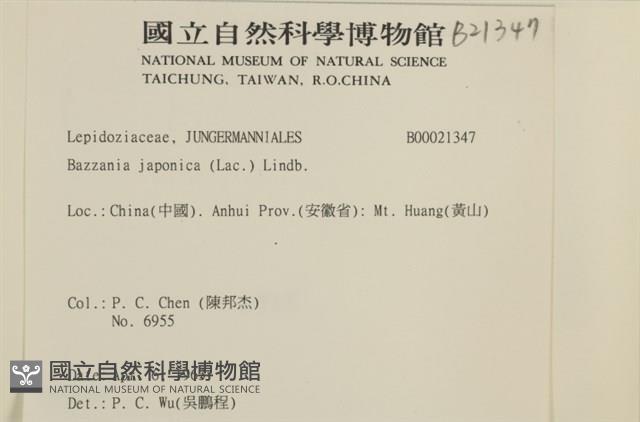 國立自然科學博物館 B21347
NATIONAL MUSEUM OF NATURAL SCIENCE
TAICHUNG, TAIWAN, R.O.CHINA
Lepidoziaceae, JUNGERMANNIALES B00021347
Bazzania japonica (Lac.) Lindb.
Loc.: China(中國). Anhui Prov.(安徽省): Mt. Huang(黃山)
Col.: P. C. Chen (陳邦杰)
No. 6955
國立自然科學博物館
NATIONAL MUSEUM OF NATURAL SCIENCE
Det.: P. C. Wu(吳鵬程)